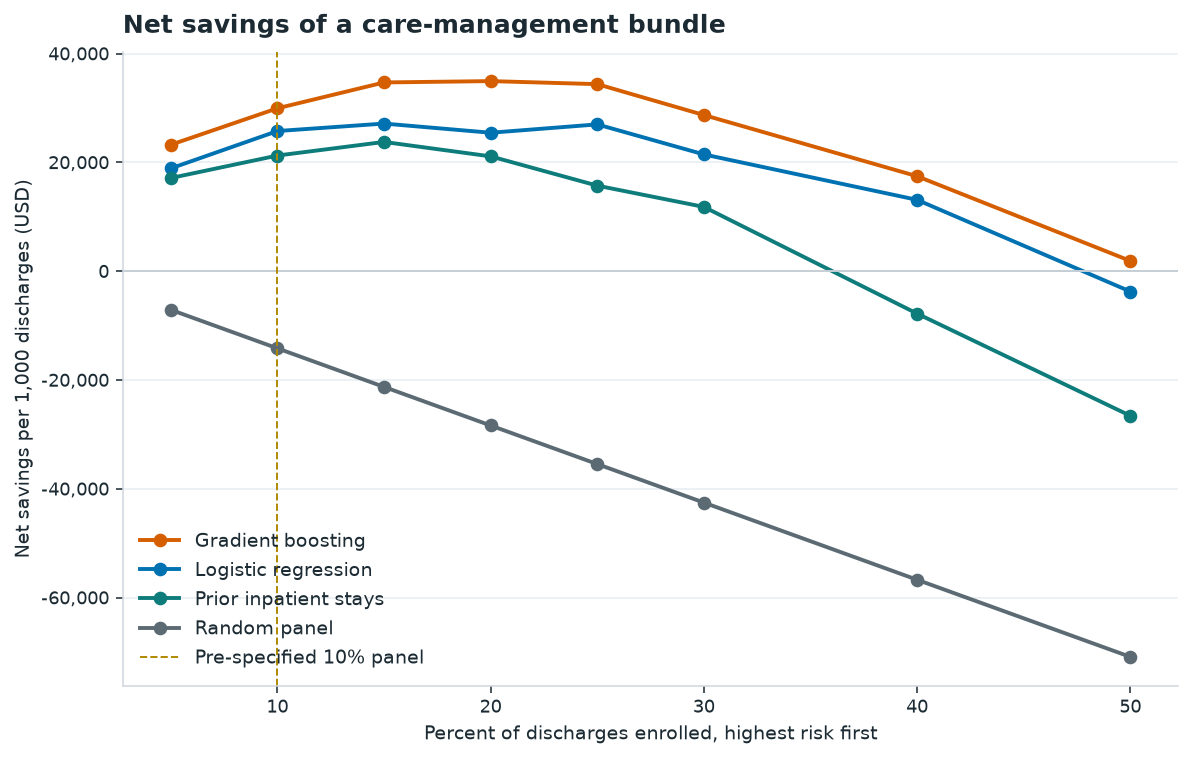 Net savings of a care-management bundle
Net savings per 1,000 discharges (USD)
40,000
20,000
0
-20,000
-40,000
-60,000
Gradient boosting
Logistic regression
Prior inpatient stays
Random panel
Pre-specified 10% panel
10 20 30 40 50
Percent of discharges enrolled, highest risk first